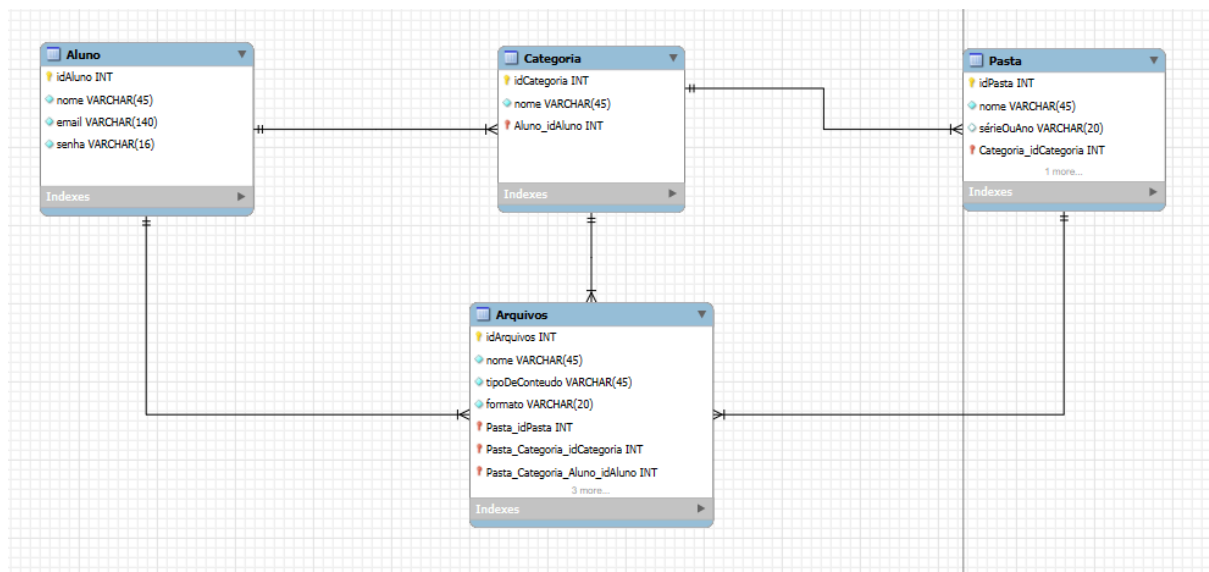 Aluno
idAluno INT
nome VARCHAR(45)
email VARCHAR(140)
senha VARCHAR(16)
Indexes
Categoria
idCategoria INT
nome VARCHAR(45)
Aluno_idAluno INT
Indexes
Pasta
idPasta INT
nome VARCHAR(45)
sérieOuAno VARCHAR(20)
Categoria_idCategoria INT
1 more...
Indexes
Arquivos
idArquivos INT
nome VARCHAR(45)
tipoDeConteudo VARCHAR(45)
formato VARCHAR(20)
Pasta_idPasta INT
Pasta_Categoria_idCategoria INT
Pasta_Categoria_Aluno_idAluno INT
3 more...
Indexes